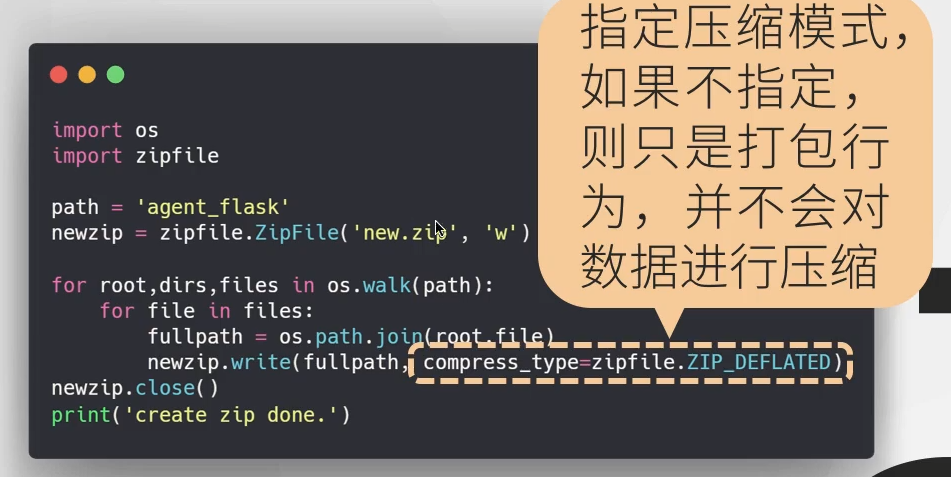 指定压缩模式，
如果不指定，
则只是打包行
为，并不会对
数据进行压缩
import os
import zipfile
path = 'agent_flask'
newzip = zipfile.ZipFile('new.zip', 'w')
for root,dirs,files in os.walk(path):
    for file in files:
        fullpath = os.path.join(root,file)
        newzip.write(fullpath, compress_type=zipfile.ZIP_DEFLATED)
newzip.close()
print('create zip done.')